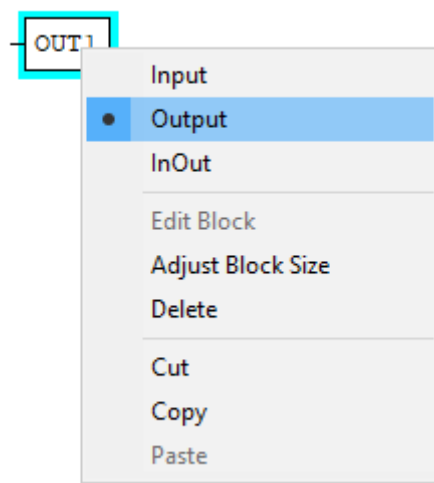 OUT1
Input
Output
InOut
Edit Block
Adjust Block Size
Delete
Cut
Copy
Paste